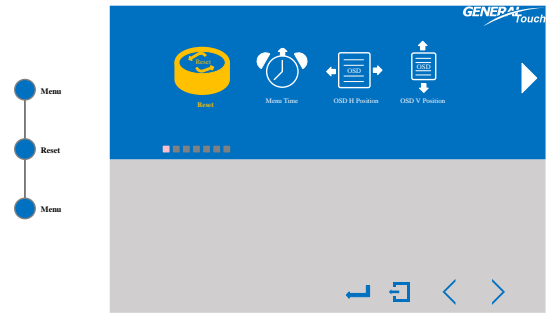 GENERAL
Touch
Menu
Reset
Menu
Reset
Reset
OSD
Menu Time
OSD H Position
OSD
OSD V Position